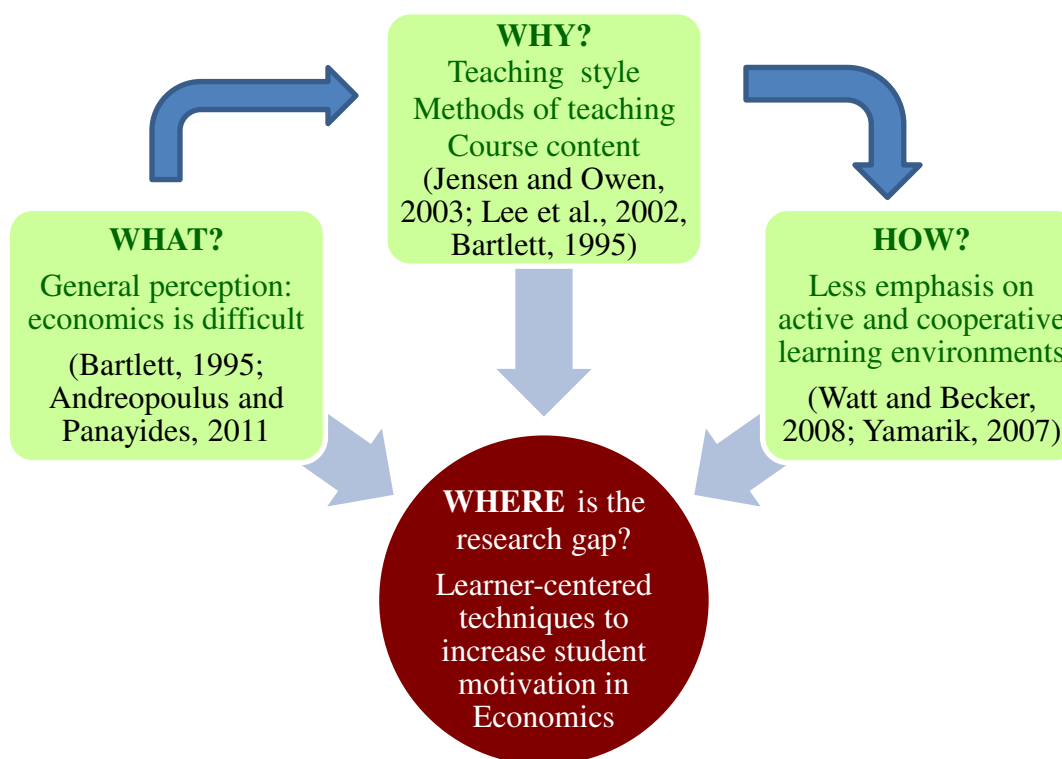 WHY?
Teaching style
Methods of teaching
Course content
(Jensen and Owen,
2003; Lee et al., 2002,
Bartlett, 1995)
WHAT?
General perception:
economics is difficult
(Bartlett, 1995;
Andreopoulus and
Panayides, 2011
HOW?
Less emphasis on
active and cooperative
learning environments
(Watt and Becker,
2008; Yamarik, 2007)
WHERE is the
research gap?
Learner-centered
techniques to
increase student
motivation in
Economics